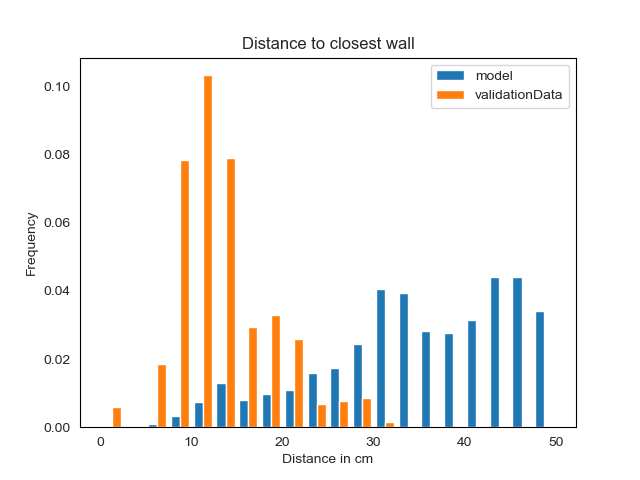 Distance to closest wall
model
validationData
0.10
0.08
0.06
0.04
0.02
0.00
Frequency
0 10 20 30 40 50
Distance in cm